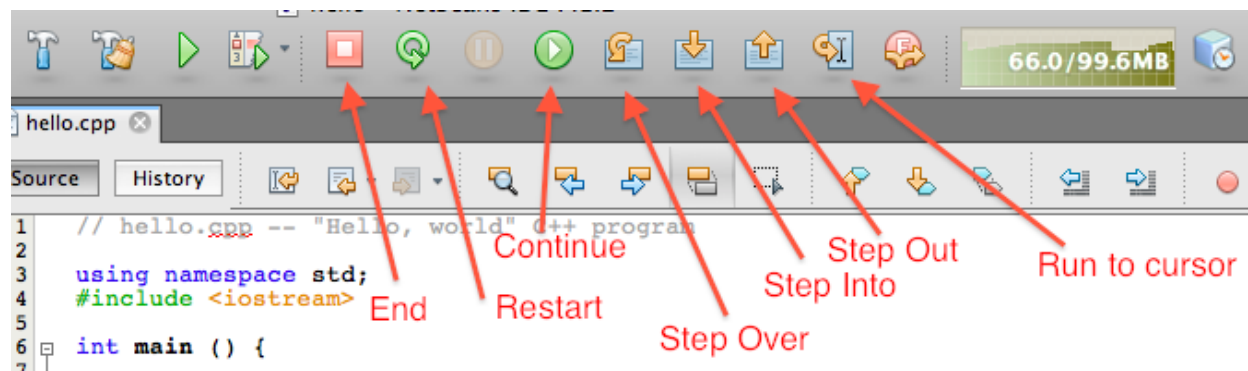 66.0/99.6MB
hello.cpp
Source History
1 // hello.cpp -- "Hello, world" C++ program
2
3 using namespace std;
4 #include <iostream>
5
6 int main () {
7
End
Restart
Continue
Step Over
Step Into
Step Out
Run to cursor